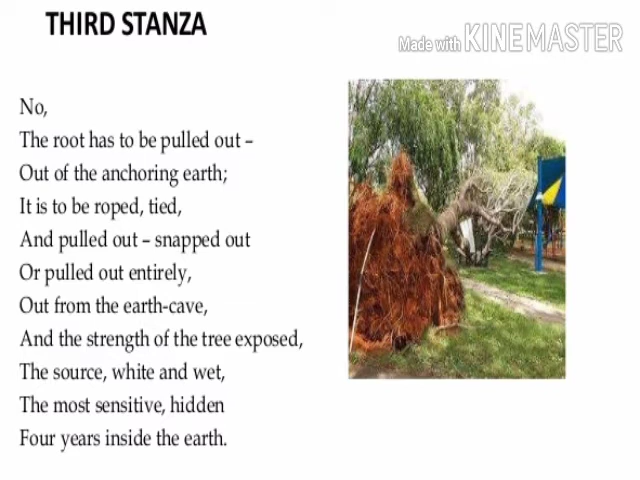 THIRD STANZA
Made with KINEMASTER
No,
The root has to be pulled out –
Out of the anchoring earth;
It is to be roped, tied,
And pulled out – snapped out
Or pulled out entirely,
Out from the earth-cave,
And the strength of the tree exposed,
The source, white and wet,
The most sensitive, hidden
Four years inside the earth.